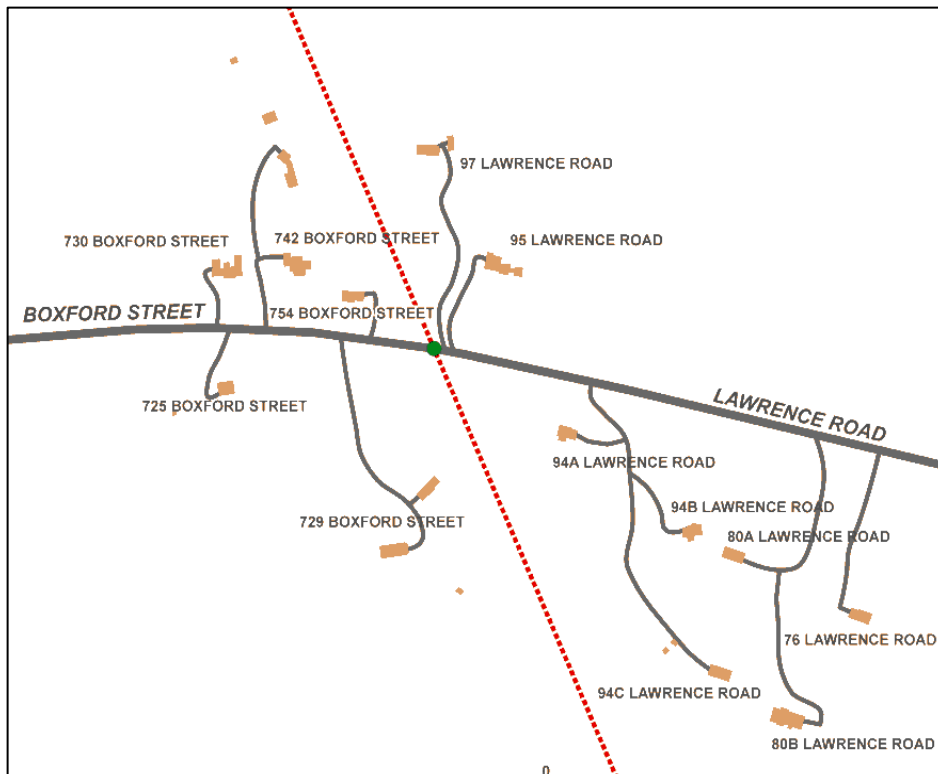 97 LAWRENCE ROAD
730 BOXFORD STREET
742 BOXFORD STREET
95 LAWRENCE ROAD
BOXFORD STREET
754 BOXFORD STREET
725 BOXFORD STREET
LAWRENCE ROAD
94A LAWRENCE ROAD
94B LAWRENCE ROAD
729 BOXFORD STREET
80A LAWRENCE ROAD
76 LAWRENCE ROAD
94C LAWRENCE ROAD
80B LAWRENCE ROAD
0